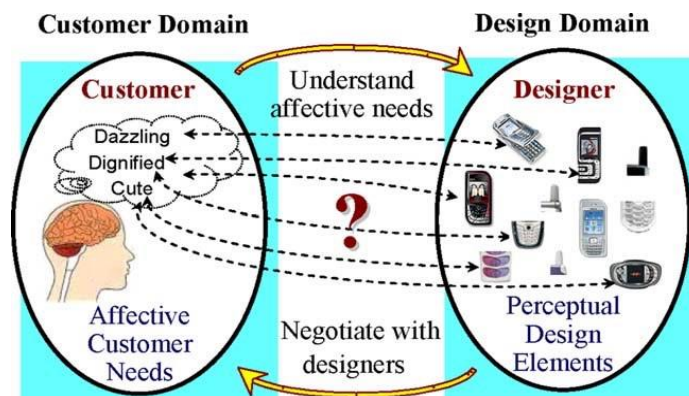 Customer Domain
Design Domain
Customer
Dazzling
Dignified
Cute
Affective
Customer
Needs
Understand
affective needs
?
Negotiate with
designers
Designer
Perceptual
Design
Elements